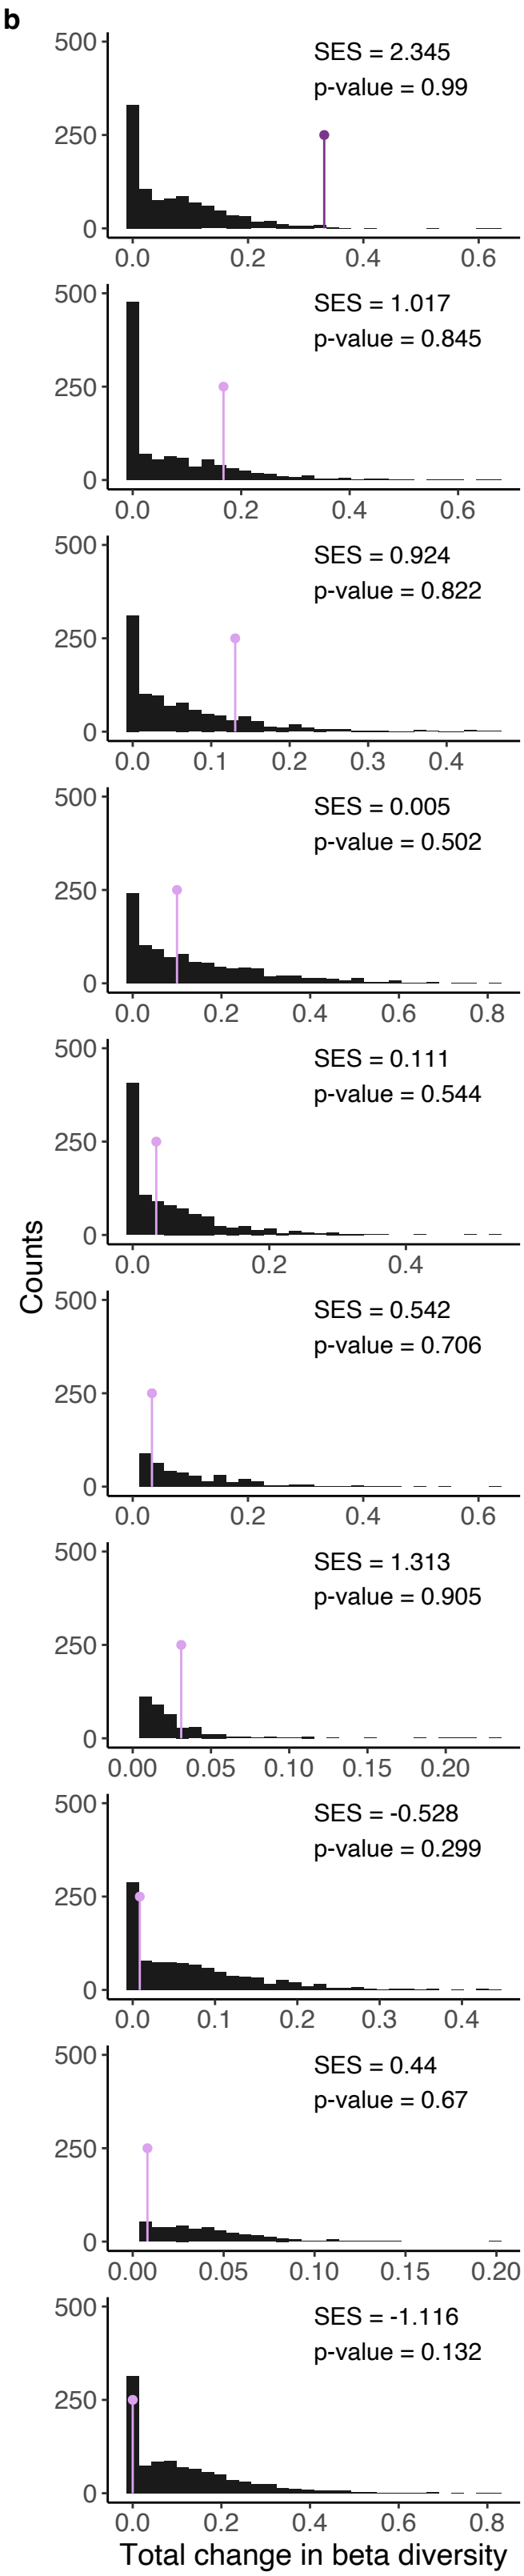 b
500
250
0
SES = 2.345
p-value = 0.99
0.0 0.2 0.4 0.6
500
250
0
SES = 1.017
p-value = 0.845
0.0 0.2 0.4 0.6
500
250
0
SES = 0.924
p-value = 0.822
0.0 0.1 0.2 0.3 0.4
500
250
0
SES = 0.005
p-value = 0.502
0.0 0.2 0.4 0.6 0.8
500
250
0
SES = 0.111
p-value = 0.544
0.0 0.2 0.4
Counts
500
250
0
SES = 0.542
p-value = 0.706
0.0 0.2 0.4 0.6
500
250
0
SES = 1.313
p-value = 0.905
0.00 0.05 0.10 0.15 0.20
500
250
0
SES = -0.528
p-value = 0.299
0.0 0.1 0.2 0.3 0.4
500
250
0
SES = 0.44
p-value = 0.67
0.00 0.05 0.10 0.15 0.20
500
250
0
SES = -1.116
p-value = 0.132
0.0 0.2 0.4 0.6 0.8
Total change in beta diversity